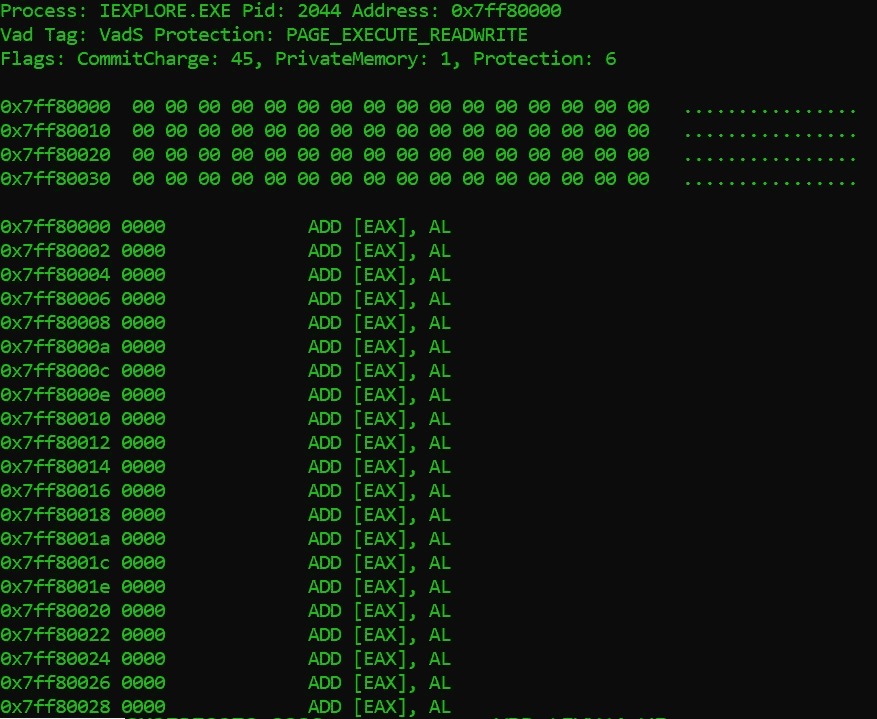 Process: IEXPLORE.EXE Pid: 2044 Address: 0x7ff80000
Vad Tag: VadS Protection: PAGE_EXECUTE_READWRITE
Flags: CommitCharge: 45, PrivateMemory: 1, Protection: 6
0x7ff80000  00 00 00 00 00 00 00 00 00 00 00 00 00 00 00 00   ................
0x7ff80010  00 00 00 00 00 00 00 00 00 00 00 00 00 00 00 00   ................
0x7ff80020  00 00 00 00 00 00 00 00 00 00 00 00 00 00 00 00   ................
0x7ff80030  00 00 00 00 00 00 00 00 00 00 00 00 00 00 00 00   ................
0x7ff80000 0000             ADD [EAX], AL
0x7ff80002 0000             ADD [EAX], AL
0x7ff80004 0000             ADD [EAX], AL
0x7ff80006 0000             ADD [EAX], AL
0x7ff80008 0000             ADD [EAX], AL
0x7ff8000a 0000             ADD [EAX], AL
0x7ff8000c 0000             ADD [EAX], AL
0x7ff8000e 0000             ADD [EAX], AL
0x7ff80010 0000             ADD [EAX], AL
0x7ff80012 0000             ADD [EAX], AL
0x7ff80014 0000             ADD [EAX], AL
0x7ff80016 0000             ADD [EAX], AL
0x7ff80018 0000             ADD [EAX], AL
0x7ff8001a 0000             ADD [EAX], AL
0x7ff8001c 0000             ADD [EAX], AL
0x7ff8001e 0000             ADD [EAX], AL
0x7ff80020 0000             ADD [EAX], AL
0x7ff80022 0000             ADD [EAX], AL
0x7ff80024 0000             ADD [EAX], AL
0x7ff80026 0000             ADD [EAX], AL
0x7ff80028 0000             ADD [EAX], AL